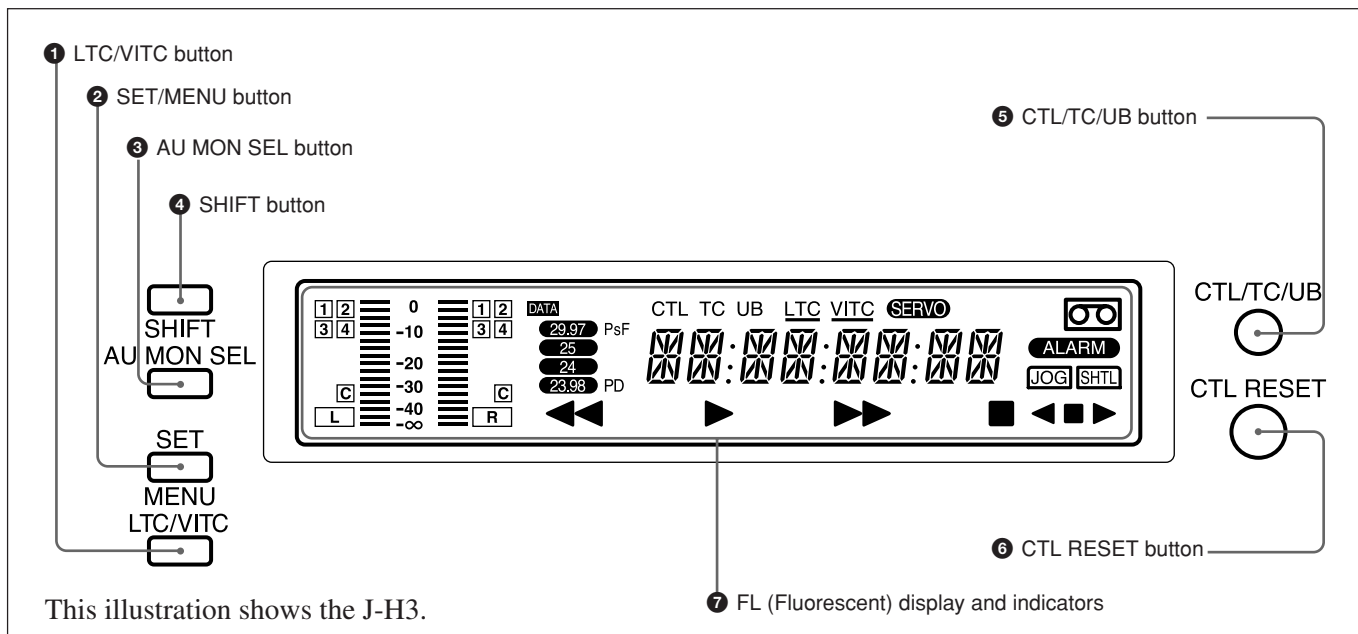 ❶ LTC/VITC button
❷ SET/MENU button
❸ AU MON SEL button
❹ SHIFT button
❺ CTL/TC/UB button
SHIFT
AU MON SEL
SET
MENU
LTC/VITC
1 2
3 4
C
L
0
-10
-20
-30
-40
-∞
1 2
3 4
C
R
DATA
29.97 PsF
25
24
23.98 PD
CTL TC UB LTC VITC SERVO
ALARM
JOG SHTL
CTL/TC/UB
CTL RESET
❻ CTL RESET button
❼ FL (Fluorescent) display and indicators
This illustration shows the J-H3.